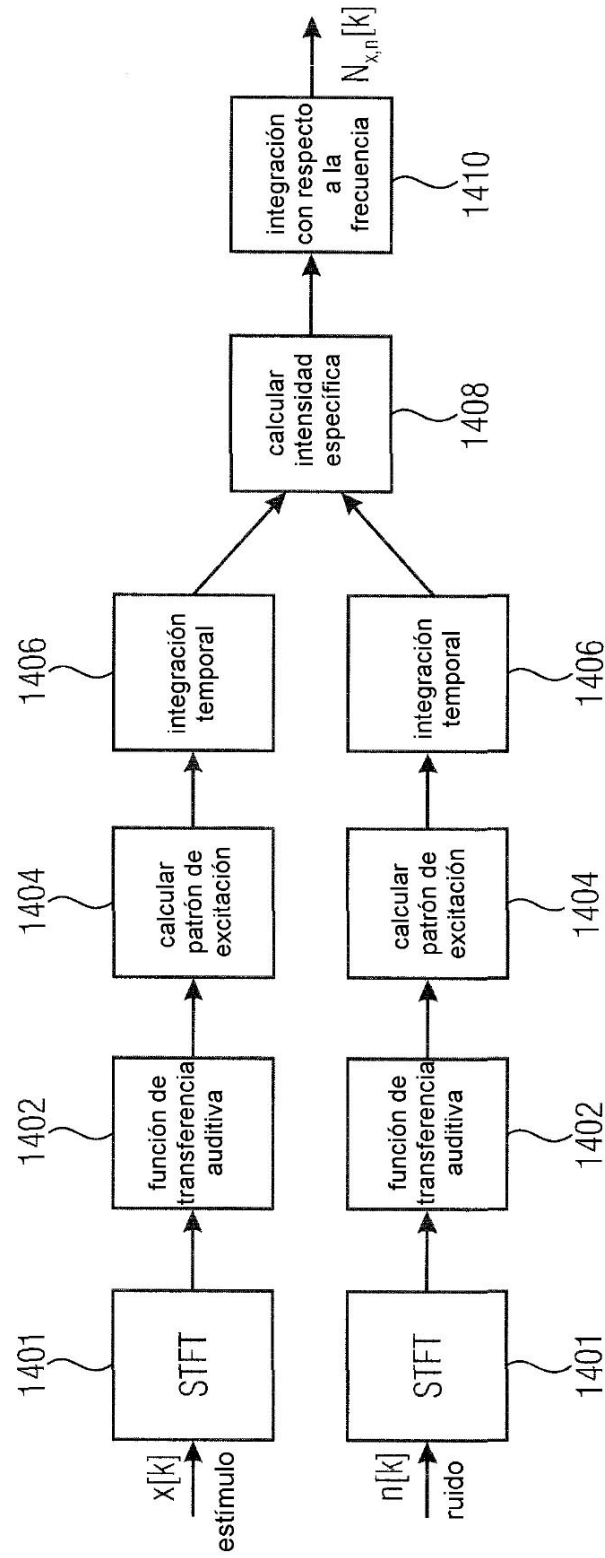 x[k]
estímulo
1401
STFT
1402
función de
transferencia
auditiva
1404
calcular
patrón de
excitación
1406
integración
temporal
n[k]
ruido
1401
STFT
1402
función de
transferencia
auditiva
1404
calcular
patrón de
excitación
1406
integración
temporal
calcular
intensidad
específica
1408
integración
con respecto
a la
frecuencia
1410
Nx,n[k]